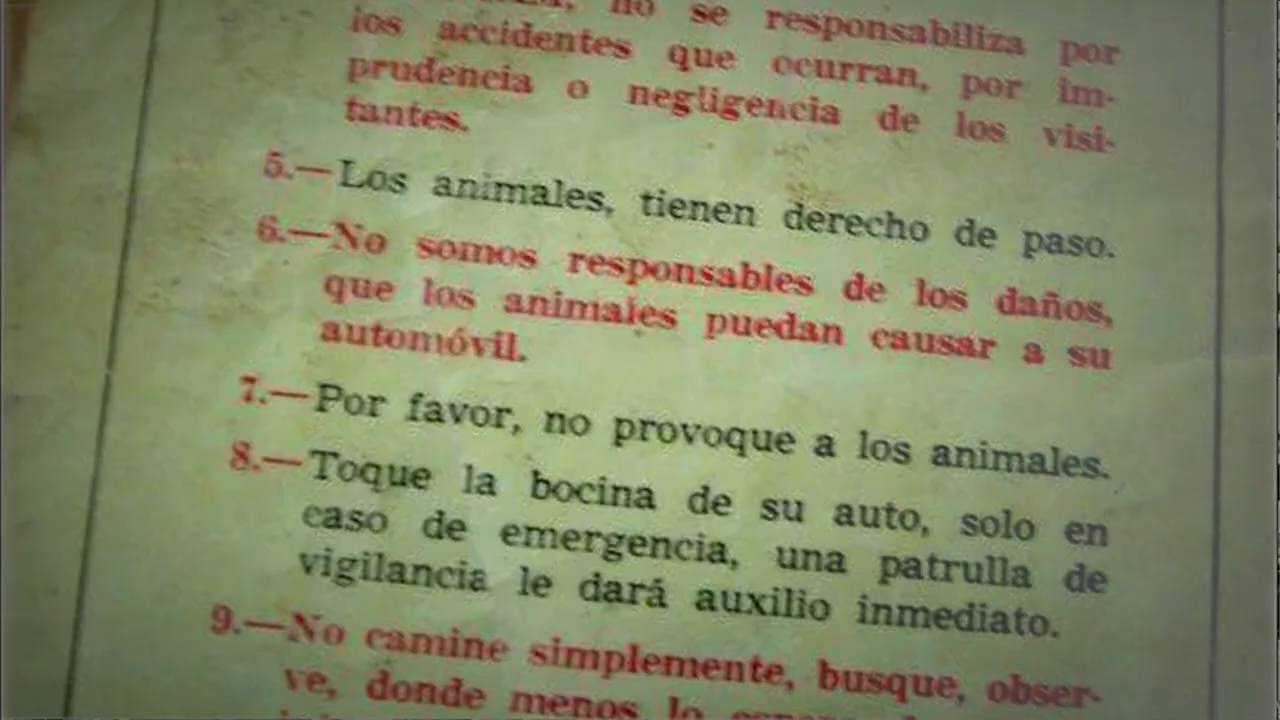 no se responsabiliza por
los accidentes que ocurran, por im-
prudencia o negligencia de los visi-
tantes.
5.—Los animales, tienen derecho de paso.
6.—No somos responsables de los daños,
que los animales puedan causar a su
automóvil.
7.—Por favor, no provoque a los animales.
8.—Toque la bocina de su auto, solo en
caso de emergencia, una patrulla de
vigilancia le dará auxilio inmediato.
9.—No camine simplemente, busque, obser-
ve, donde menos lo